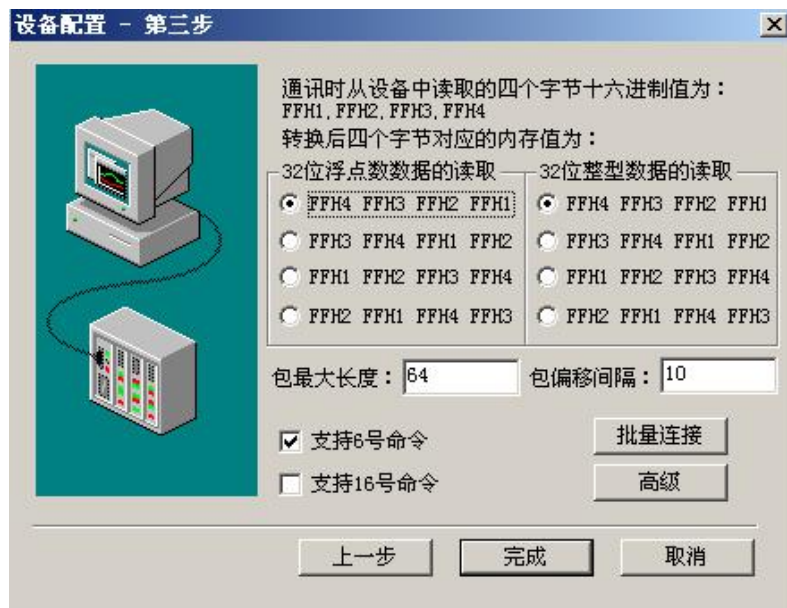 设备配置 - 第三步
通讯时从设备中读取的四个字节十六进制值为：
FFH1,FFH2,FFH3,FFH4
转换后四个字节对应的内存值为：
32位浮点数数据的读取 32位整型数据的读取
FFH4 FFH3 FFH2 FFH1 FFH4 FFH3 FFH2 FFH1
FFH3 FFH4 FFH1 FFH2 FFH3 FFH4 FFH1 FFH2
FFH1 FFH2 FFH3 FFH4 FFH1 FFH2 FFH3 FFH4
FFH2 FFH1 FFH4 FFH3 FFH2 FFH1 FFH4 FFH3
包最大长度：64 包偏移间隔：10
支持6号命令 批量连接
支持16号命令 高级
上一步 完成 取消